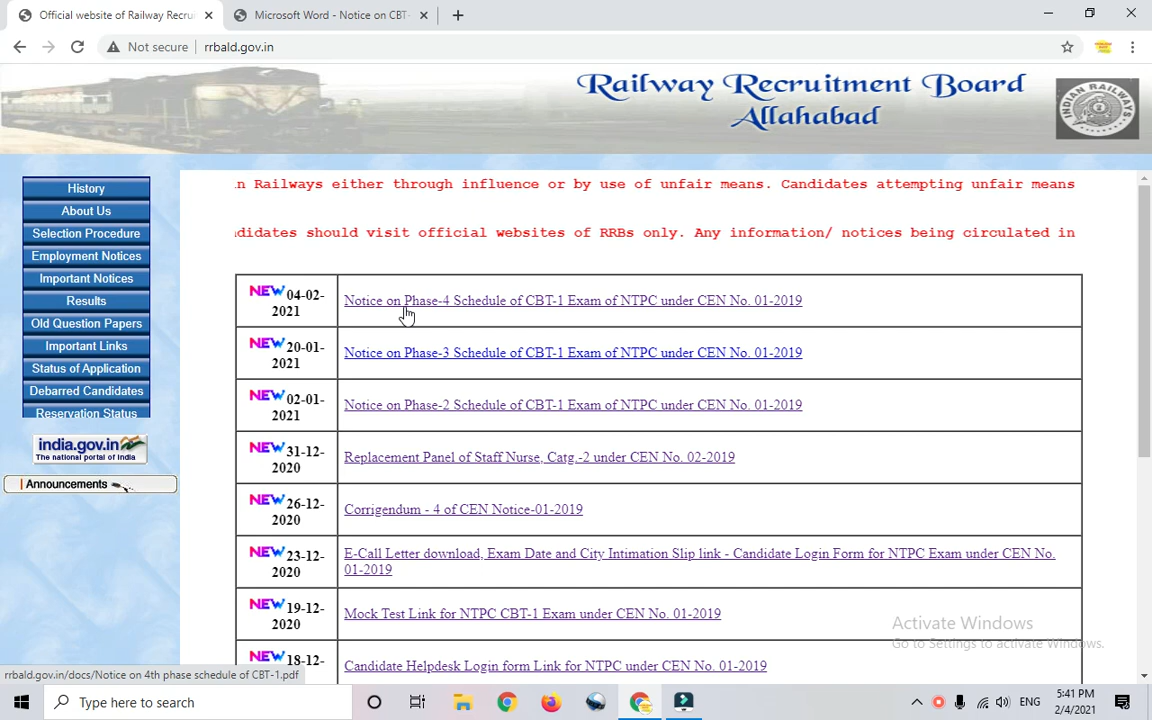 Official website of Railway Recrui
Microsoft Word - Notice on CBT-
Not secure
rrbald.gov.in
Railway Recruitment Board
Allahabad
INDIAN RAILWAYS
in Railways either through influence or by use of unfair means. Candidates attempting unfair means
didates should visit official websites of RRBs only. Any information/ notices being circulated in
History
About Us
Selection Procedure
Employment Notices
Important Notices
Results
Old Question Papers
Important Links
Status of Application
Debarred Candidates
Reservation Status
india.gov.in
The national portal of India
Announcements
NEW 04-02-
2021
Notice on Phase-4 Schedule of CBT-1 Exam of NTPC under CEN No. 01-2019
NEW 20-01-
2021
Notice on Phase-3 Schedule of CBT-1 Exam of NTPC under CEN No. 01-2019
NEW 02-01-
2021
Notice on Phase-2 Schedule of CBT-1 Exam of NTPC under CEN No. 01-2019
NEW 31-12-
2020
Replacement Panel of Staff Nurse, Catg.-2 under CEN No. 02-2019
NEW 26-12-
2020
Corrigendum - 4 of CEN Notice-01-2019
NEW 23-12-
2020
E-Call Letter download, Exam Date and City Intimation Slip link - Candidate Login Form for NTPC Exam under CEN No.
01-2019
NEW 19-12-
2020
Mock Test Link for NTPC CBT-1 Exam under CEN No. 01-2019
NEW 18-12-
Candidate Helpdesk Login form Link for NTPC under CEN No. 01-2019
Activate Windows
Go to Settings to activate Windows.
rrbald.gov.in/docs/Notice on 4th phase schedule of CBT-1.pdf
Type here to search
ENG
5:41 PM
2/4/2021